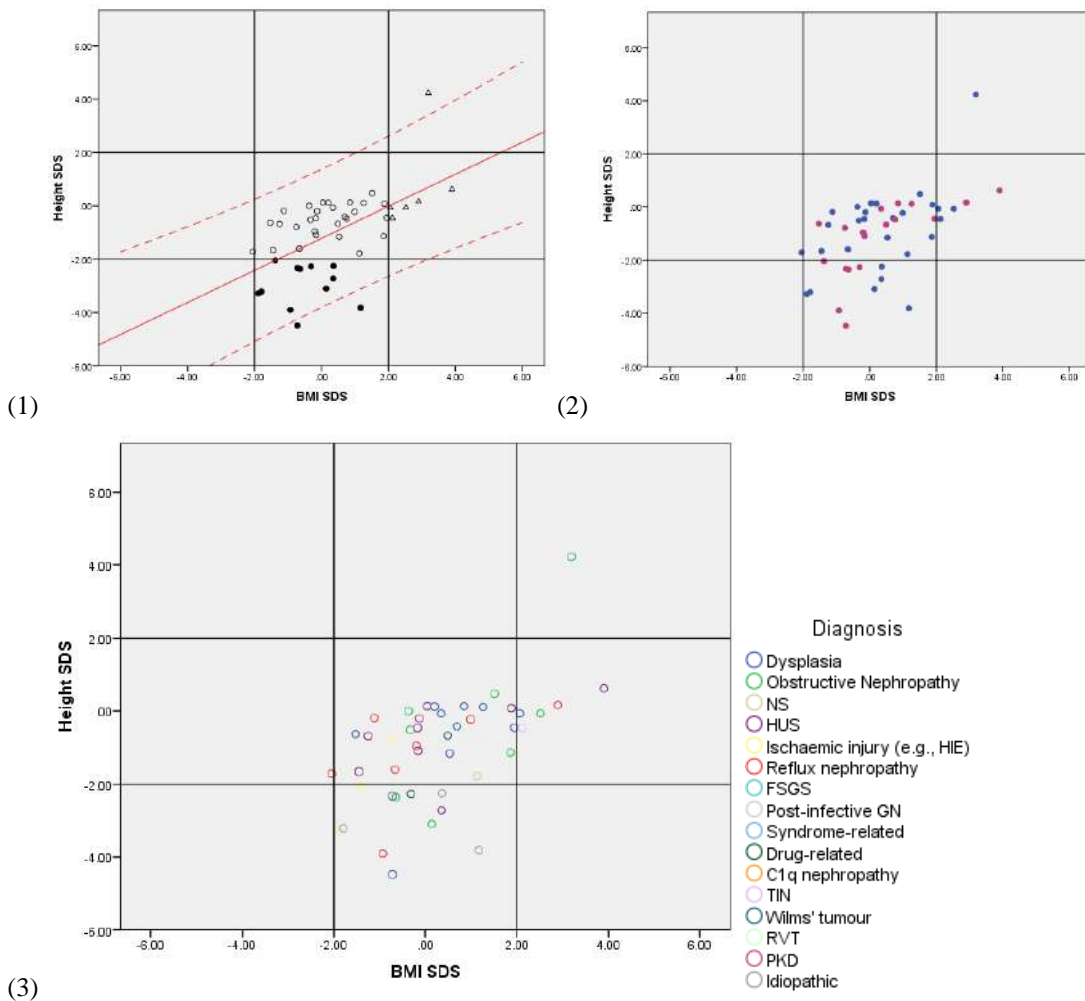 6.00
4.00
2.00
.00
-2.00
-4.00
-6.00
Height SDS
-6.00 -4.00 -2.00 .00 2.00 4.00 6.00
BMI SDS
(1)
6.00
4.00
2.00
.00
-2.00
-4.00
-6.00
Height SDS
-6.00 -4.00 -2.00 .00 2.00 4.00 6.00
BMI SDS
(2)
6.00
4.00
2.00
.00
-2.00
-4.00
-6.00
Height SDS
-6.00 -4.00 -2.00 .00 2.00 4.00 6.00
BMI SDS
(3)
Diagnosis
Dysplasia
Obstructive Nephropathy
NS
HUS
Ischaemic injury (e.g., HIE)
Reflux nephropathy
FSGS
Post-infective GN
Syndrome-related
Drug-related
C1q nephropathy
TIN
Wilms' tumour
RVT
PKD
Idiopathic